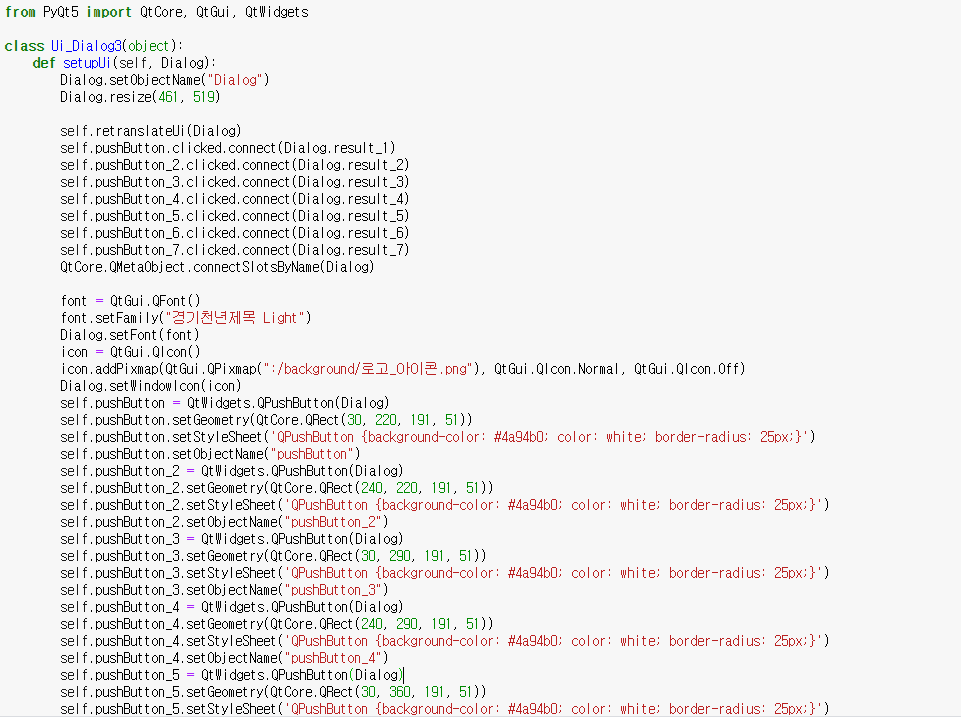 from PyQt5 import QtCore, QtGui, QtWidgets
class Ui_Dialog3(object):
def setupUi(self, Dialog):
Dialog.setObjectName("Dialog")
Dialog.resize(461, 519)
self.retranslateUi(Dialog)
self.pushButton.clicked.connect(Dialog.result_1)
self.pushButton_2.clicked.connect(Dialog.result_2)
self.pushButton_3.clicked.connect(Dialog.result_3)
self.pushButton_4.clicked.connect(Dialog.result_4)
self.pushButton_5.clicked.connect(Dialog.result_5)
self.pushButton_6.clicked.connect(Dialog.result_6)
self.pushButton_7.clicked.connect(Dialog.result_7)
QtCore.QMetaObject.connectSlotsByName(Dialog)
font = QtGui.QFont()
font.setFamily("경기천년제목 Light")
Dialog.setFont(font)
icon = QtGui.QIcon()
icon.addPixmap(QtGui.QPixmap(":/background/로고_아이콘.png"), QtGui.QIcon.Normal, QtGui.QIcon.Off)
Dialog.setWindowIcon(icon)
self.pushButton = QtWidgets.QPushButton(Dialog)
self.pushButton.setGeometry(QtCore.QRect(30, 220, 191, 51))
self.pushButton.setStyleSheet('QPushButton {background-color: #4a94b0; color: white; border-radius: 25px;}')
self.pushButton.setObjectName("pushButton")
self.pushButton_2 = QtWidgets.QPushButton(Dialog)
self.pushButton_2.setGeometry(QtCore.QRect(240, 220, 191, 51))
self.pushButton_2.setStyleSheet('QPushButton {background-color: #4a94b0; color: white; border-radius: 25px;}')
self.pushButton_2.setObjectName("pushButton_2")
self.pushButton_3 = QtWidgets.QPushButton(Dialog)
self.pushButton_3.setGeometry(QtCore.QRect(30, 290, 191, 51))
self.pushButton_3.setStyleSheet('QPushButton {background-color: #4a94b0; color: white; border-radius: 25px;}')
self.pushButton_3.setObjectName("pushButton_3")
self.pushButton_4 = QtWidgets.QPushButton(Dialog)
self.pushButton_4.setGeometry(QtCore.QRect(240, 290, 191, 51))
self.pushButton_4.setStyleSheet('QPushButton {background-color: #4a94b0; color: white; border-radius: 25px;}')
self.pushButton_4.setObjectName("pushButton_4")
self.pushButton_5 = QtWidgets.QPushButton(Dialog)
self.pushButton_5.setGeometry(QtCore.QRect(30, 360, 191, 51))
self.pushButton_5.setStyleSheet('QPushButton {background-color: #4a94b0; color: white; border-radius: 25px;}')